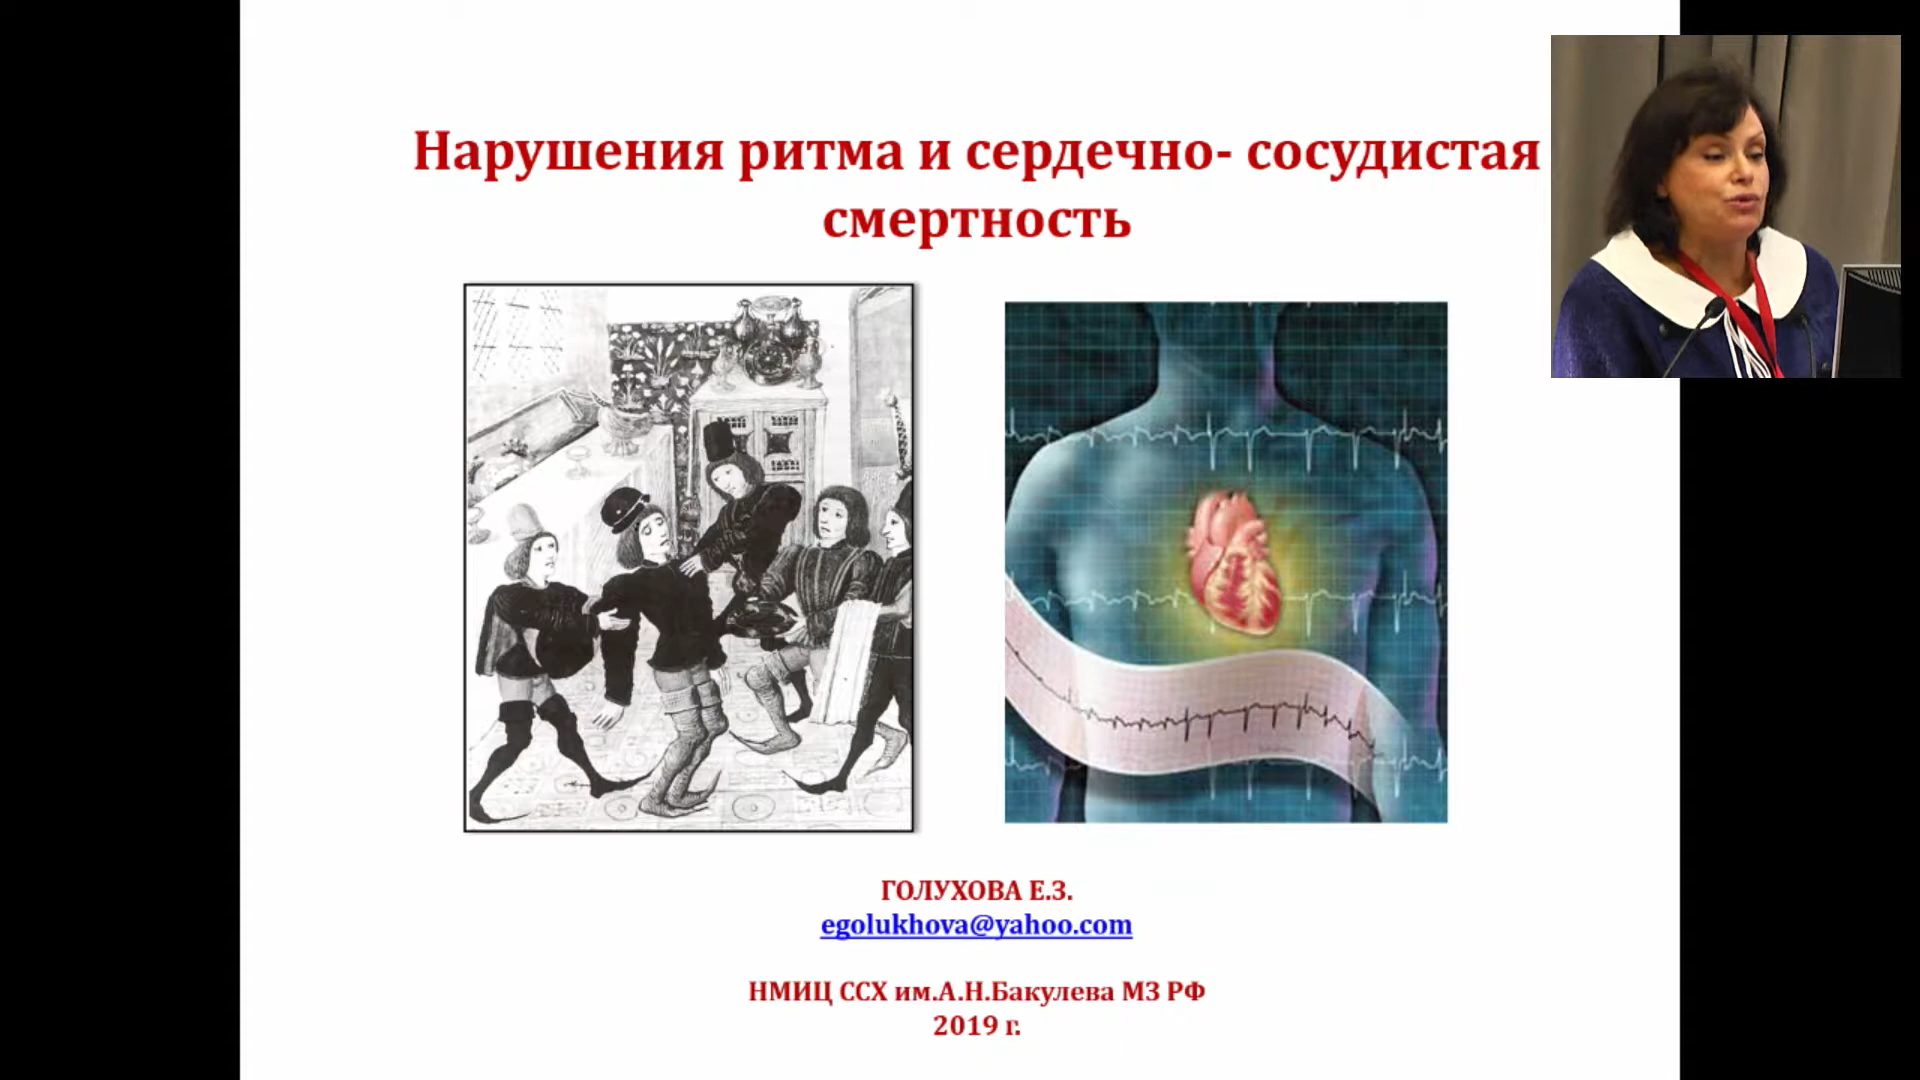 Нарушения ритма и сердечно- сосудистая
смертность
ГОЛУХОВА Е.З.
egolukhova@yahoo.com
НМИЦ ССХ им.А.Н.Бакулева МЗ РФ
2019 г.